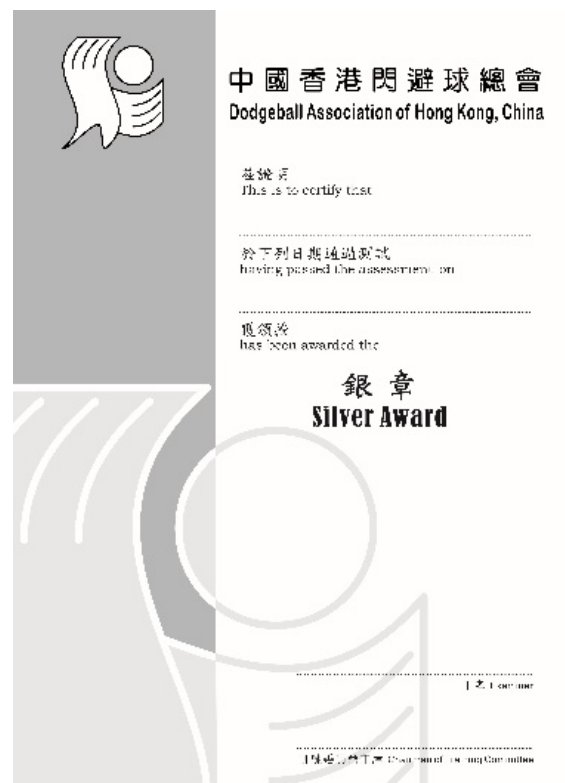 中國香港閃避球總會
Dodgeball Association of Hong Kong, China
茲證明
This is to certify that
於下列日期通過測試
having passed the assessment on
獲頒發
has been awarded the
銀章
Silver Award
Examiner
Chairman of Training Committee